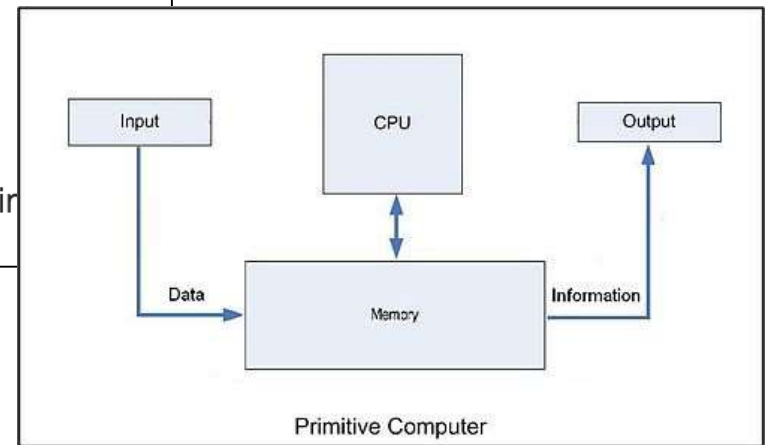 Input
CPU
Output
Data
Memory
Information
Primitive Computer